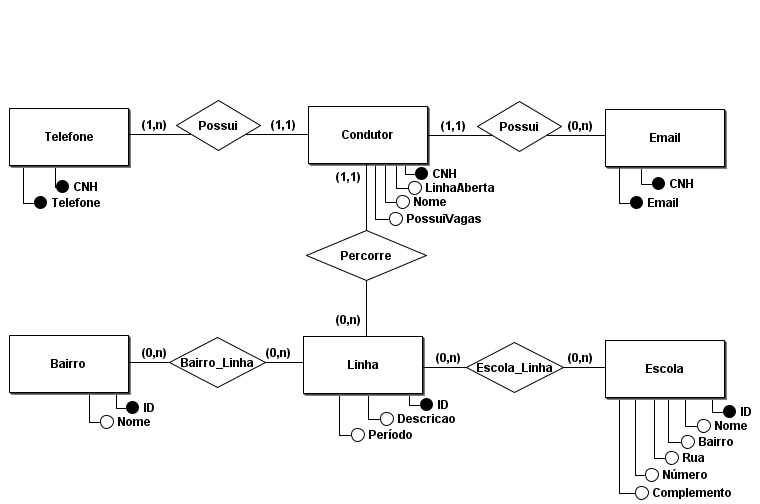 Telefone
(1,n)
Possui
(1,1)
Condutor
(1,1)
Possui
(0,n)
Email
CNH
Telefone
(1,1)
CNH
LinhaAberta
Nome
PossuiVagas
CNH
Email
Percorre
(0,n)
Bairro
(0,n)
Bairro_Linha
(0,n)
Linha
(0,n)
Escola_Linha
(0,n)
Escola
ID
Nome
ID
Descricao
Período
ID
Nome
Bairro
Rua
Número
Complemento